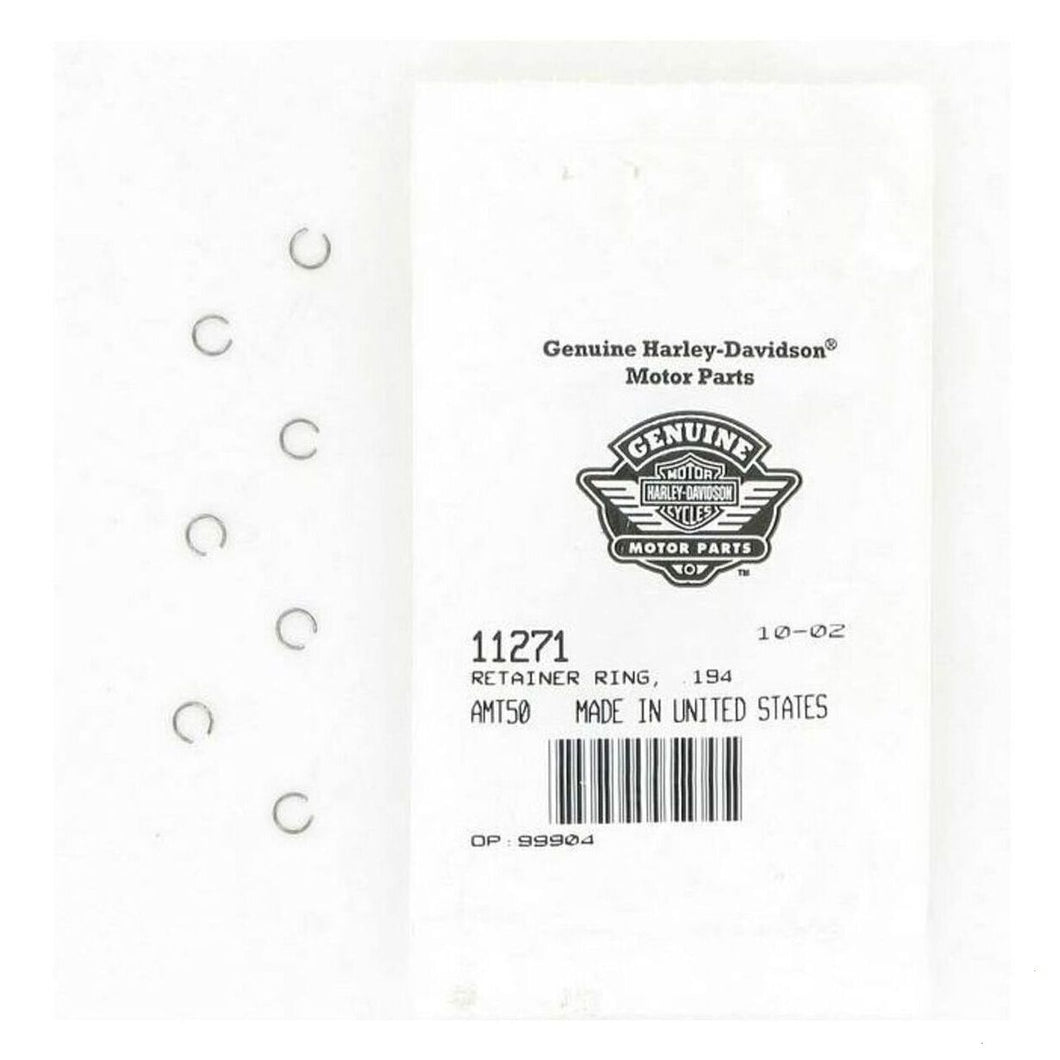 Genuine Harley-Davidson®
Motor Parts
GENUINE
MOTOR
HARLEY-DAVIDSON
CYCLES
MOTOR PARTS
TM
10-02
11271
RETAINER RING, .194
AMT50 MADE IN UNITED STATES
OP:99904